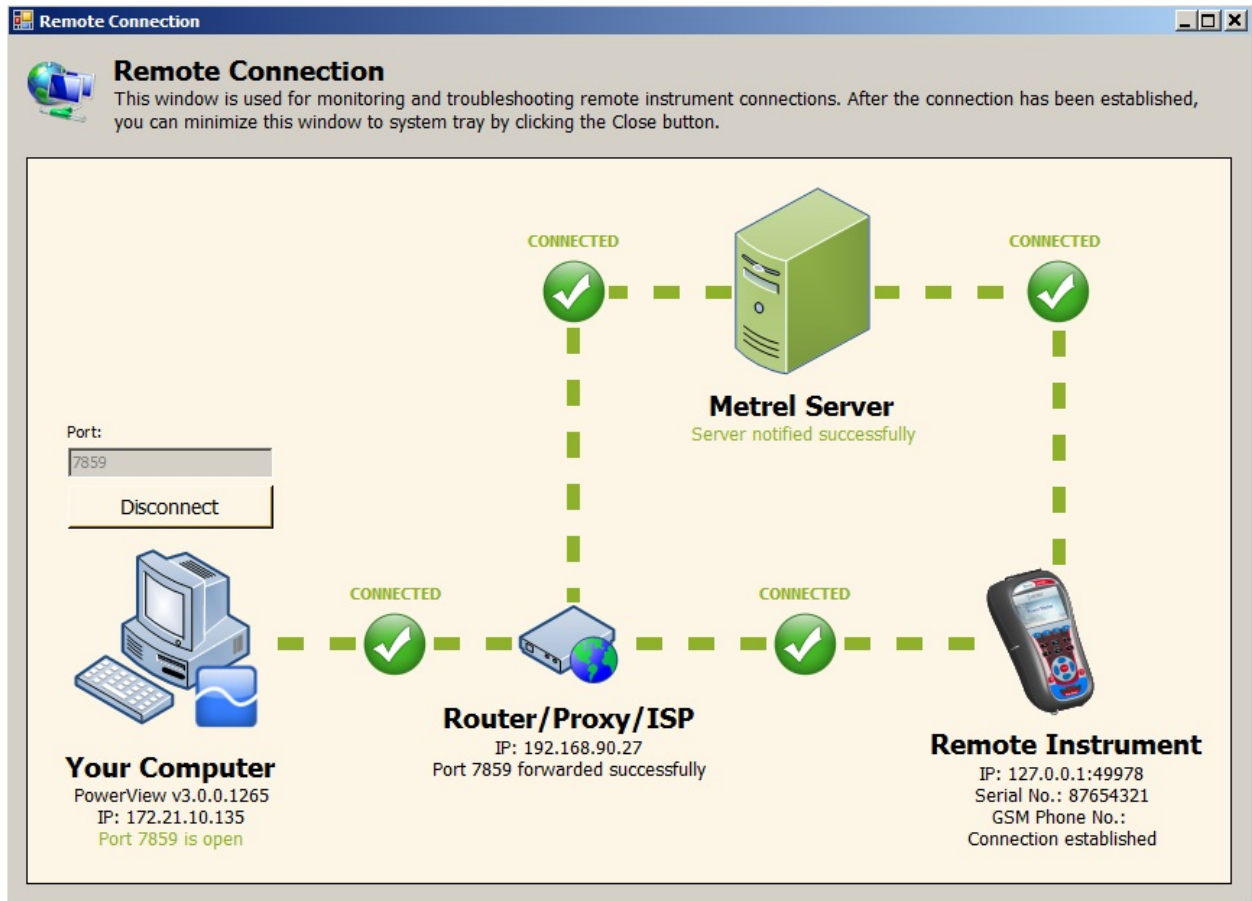 Remote Connection
Remote Connection
This window is used for monitoring and troubleshooting remote instrument connections. After the connection has been established,
you can minimize this window to system tray by clicking the Close button.
CONNECTED
CONNECTED
Metrel Server
Server notified successfully
Port:
7859
Disconnect
CONNECTED
CONNECTED
Router/Proxy/ISP
IP: 192.168.90.27
Port 7859 forwarded successfully
Your Computer
PowerView v3.0.0.1265
IP: 172.21.10.135
Port 7859 is open
Remote Instrument
IP: 127.0.0.1:49978
Serial No.: 87654321
GSM Phone No.:
Connection established